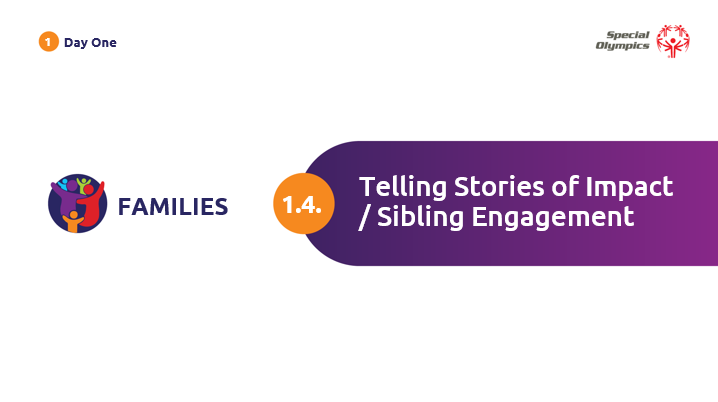 1 Day One
Special
Olympics
FAMILIES
1.4.
Telling Stories of Impact
/ Sibling Engagement